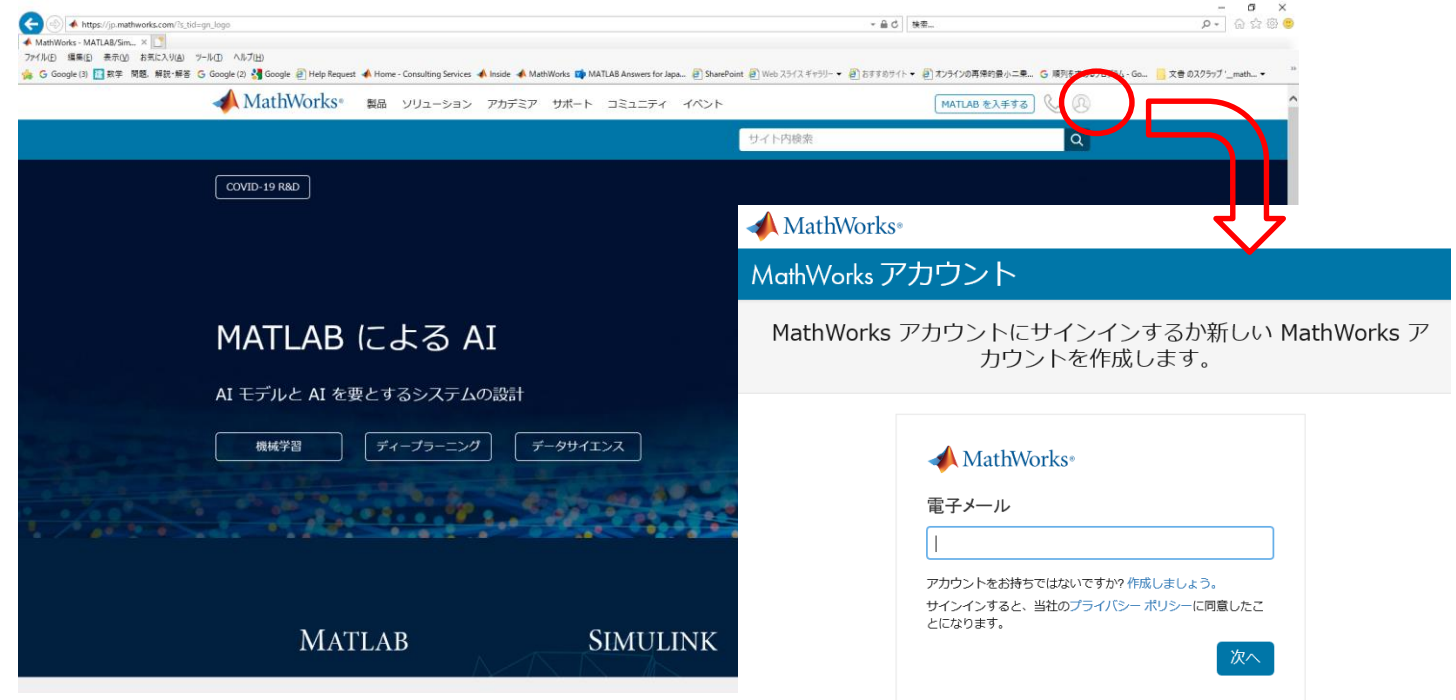 https://jp.mathworks.com/?s_tid=gn_logo
検索...
MathWorks - MATLAB/Sim...
ファイル(F) 編集(E) 表示(V) お気に入り(A) ツール(T) ヘルプ(H)
Google (3) 数学 問題、解説・解答 Google (2) Google Help Request Home - Consulting Services Inside MathWorks MATLAB Answers for Japa... SharePoint Web スライス ギャラリー おすすめサイト オンラインの再帰的最小二乗... - Go... 文書 のスクラップ '_math...
MathWorks® 製品 ソリューション アカデミア サポート コミュニティ イベント MATLAB を入手する
サイト内検索
COVID-19 R&D
MATLAB による AI
AI モデルと AI を要とするシステムの設計
機械学習 ディープラーニング データサイエンス
MATLAB SIMULINK
MathWorks®
MathWorks アカウント
MathWorks アカウントにサインインするか新しい MathWorks ア
カウントを作成します。
MathWorks®
電子メール
アカウントをお持ちではないですか? 作成しましょう。
サインインすると、当社のプライバシー ポリシーに同意したこ
とになります。
次へ